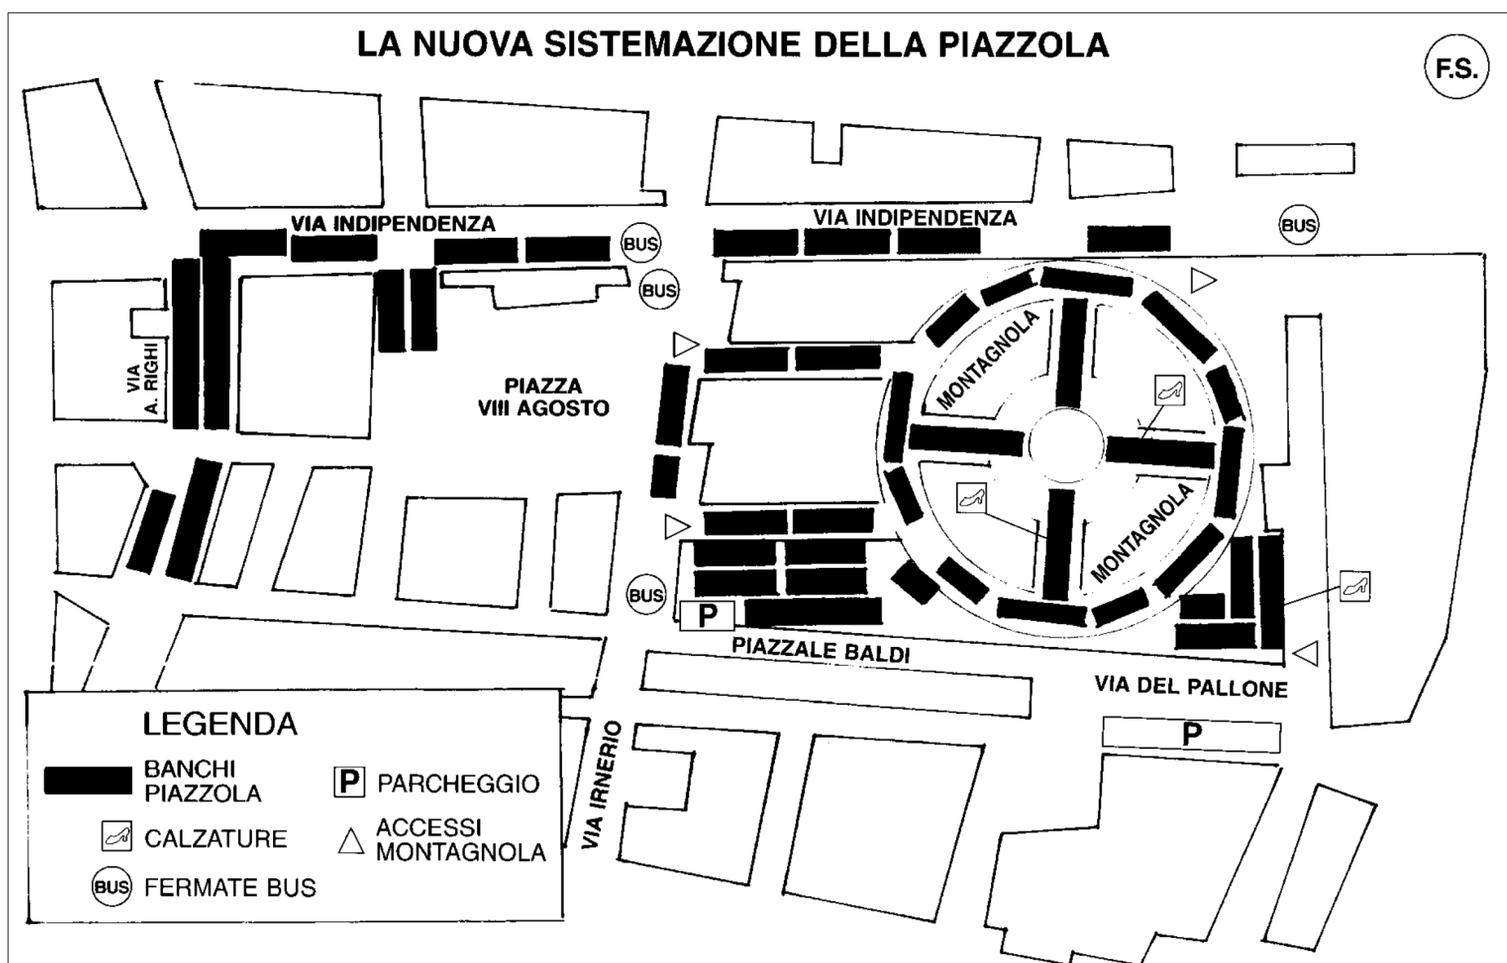 LA NUOVA SISTEMAZIONE DELLA PIAZZOLA
F.S.
VIA INDIPENDENZA
VIA INDIPENDENZA
BUS
BUS
BUS
VIA
A. RIGHI
PIAZZA
VIII AGOSTO
MONTAGNOLA
MONTAGNOLA
BUS
P
PIAZZALE BALDI
VIA DEL PALLONE
P
VIA IRNERIO
LEGENDA
BANCHI
PIAZZOLA
P PARCHEGGIO
CALZATURE
ACCESSI
MONTAGNOLA
BUS FERMATE BUS